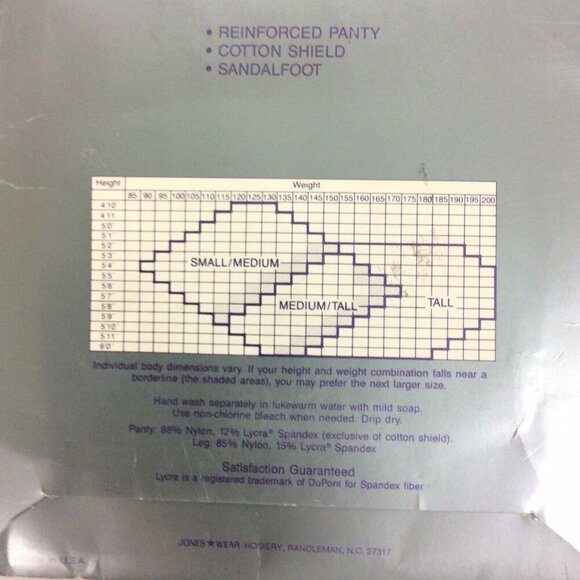 • REINFORCED PANTY
• COTTON SHIELD
• SANDALFOOT
Height Weight
85 90 95 100 105 110 115 120 125 130 135 140 145 150 155 160 165 170 175 180 185 190 195 200
4'10
4'11
5'0
5'1
5'2
5'3
5'4
5'5
5'6
5'7
5'8
5'9
5'10
5'11
6'0
SMALL/MEDIUM
MEDIUM/TALL
TALL
Individual body dimensions vary. If your height and weight combination falls near a
borderline (the shaded areas), you may prefer the next larger size.
Hand wash separately in lukewarm water with mild soap.
Use non-chlorine bleach when needed. Drip dry.
Panty: 88% Nylon, 12% Lycra® Spandex (exclusive of cotton shield).
Leg: 85% Nylon, 15% Lycra® Spandex
Satisfaction Guaranteed
Lycra is a registered trademark of DuPont for Spandex fiber
JONES★WEAR HOSIERY, RANDLEMAN, N.C. 27317
Made in U.S.A.